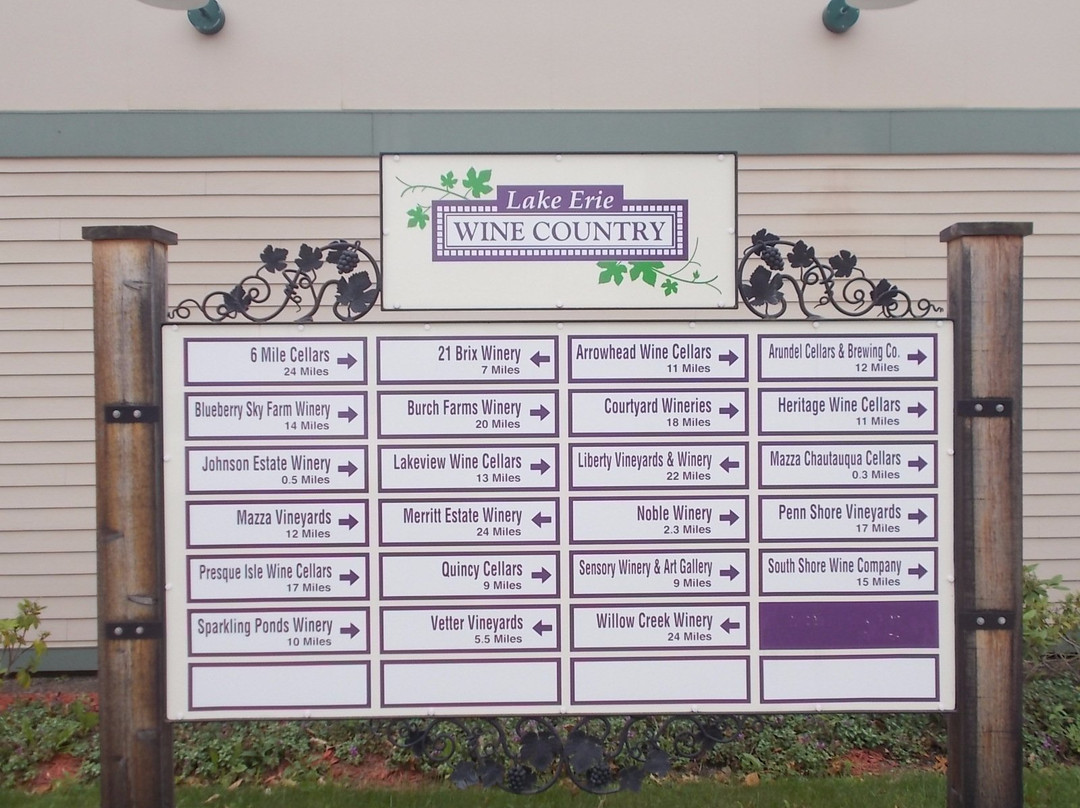 Lake Erie
WINE COUNTRY
6 Mile Cellars
24 Miles
21 Brix Winery
7 Miles
Arrowhead Wine Cellars
11 Miles
Arundel Cellars & Brewing Co.
12 Miles
Blueberry Sky Farm Winery
14 Miles
Burch Farms Winery
20 Miles
Courtyard Wineries
18 Miles
Heritage Wine Cellars
11 Miles
Johnson Estate Winery
0.5 Miles
Lakeview Wine Cellars
13 Miles
Liberty Vineyards & Winery
22 Miles
Mazza Chautauqua Cellars
0.3 Miles
Mazza Vineyards
12 Miles
Merritt Estate Winery
24 Miles
Noble Winery
2.3 Miles
Penn Shore Vineyards
17 Miles
Presque Isle Wine Cellars
17 Miles
Quincy Cellars
9 Miles
Sensory Winery & Art Gallery
9 Miles
South Shore Wine Company
15 Miles
Sparkling Ponds Winery
10 Miles
Vetter Vineyards
5.5 Miles
Willow Creek Winery
24 Miles